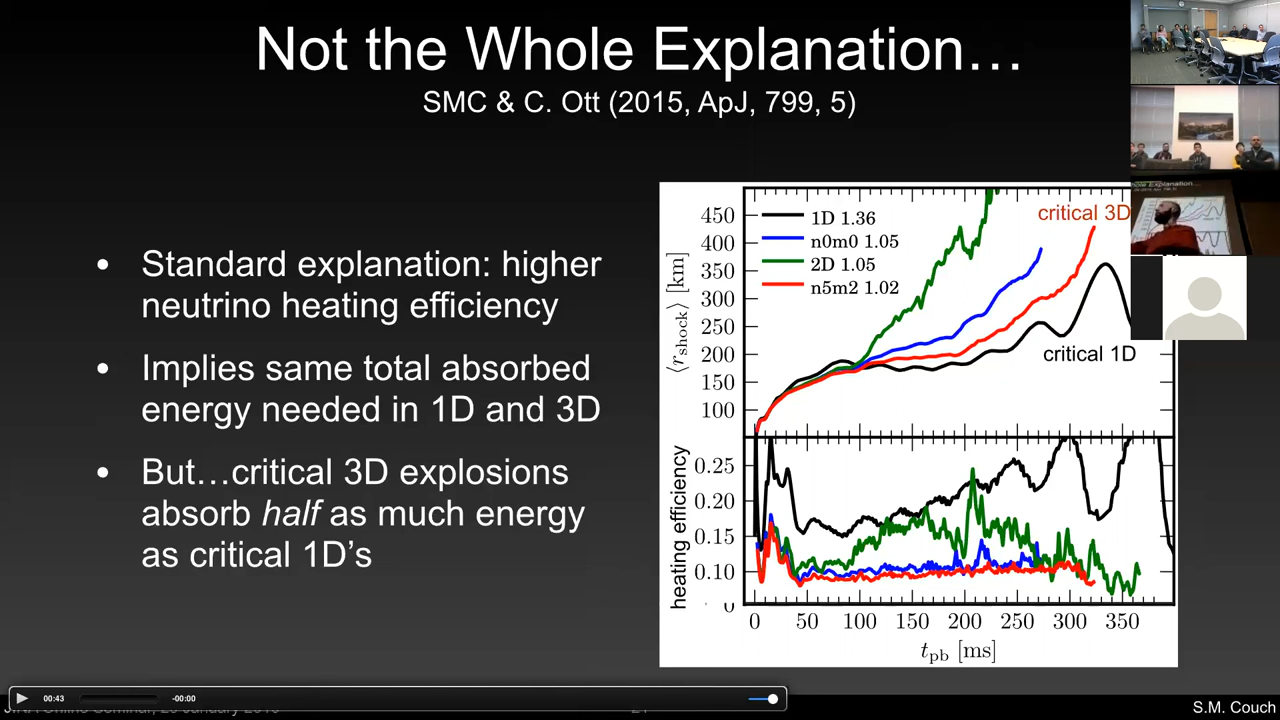 Not the Whole Explanation…
SMC & C. Ott (2015, ApJ, 799, 5)
• Standard explanation: higher
neutrino heating efficiency
• Implies same total absorbed
energy needed in 1D and 3D
• But…critical 3D explosions
absorb half as much energy
as critical 1D's
450
400
350
300
250
200
150
100
⟨r_shock⟩ [km]
1D 1.36
n0m0 1.05
2D 1.05
n5m2 1.02
critical 3D
critical 1D
0.25
0.20
0.15
0.10
0
heating efficiency
0 50 100 150 200 250 300 350
t_pb [ms]
00:43
-00:00
S.M. Couch